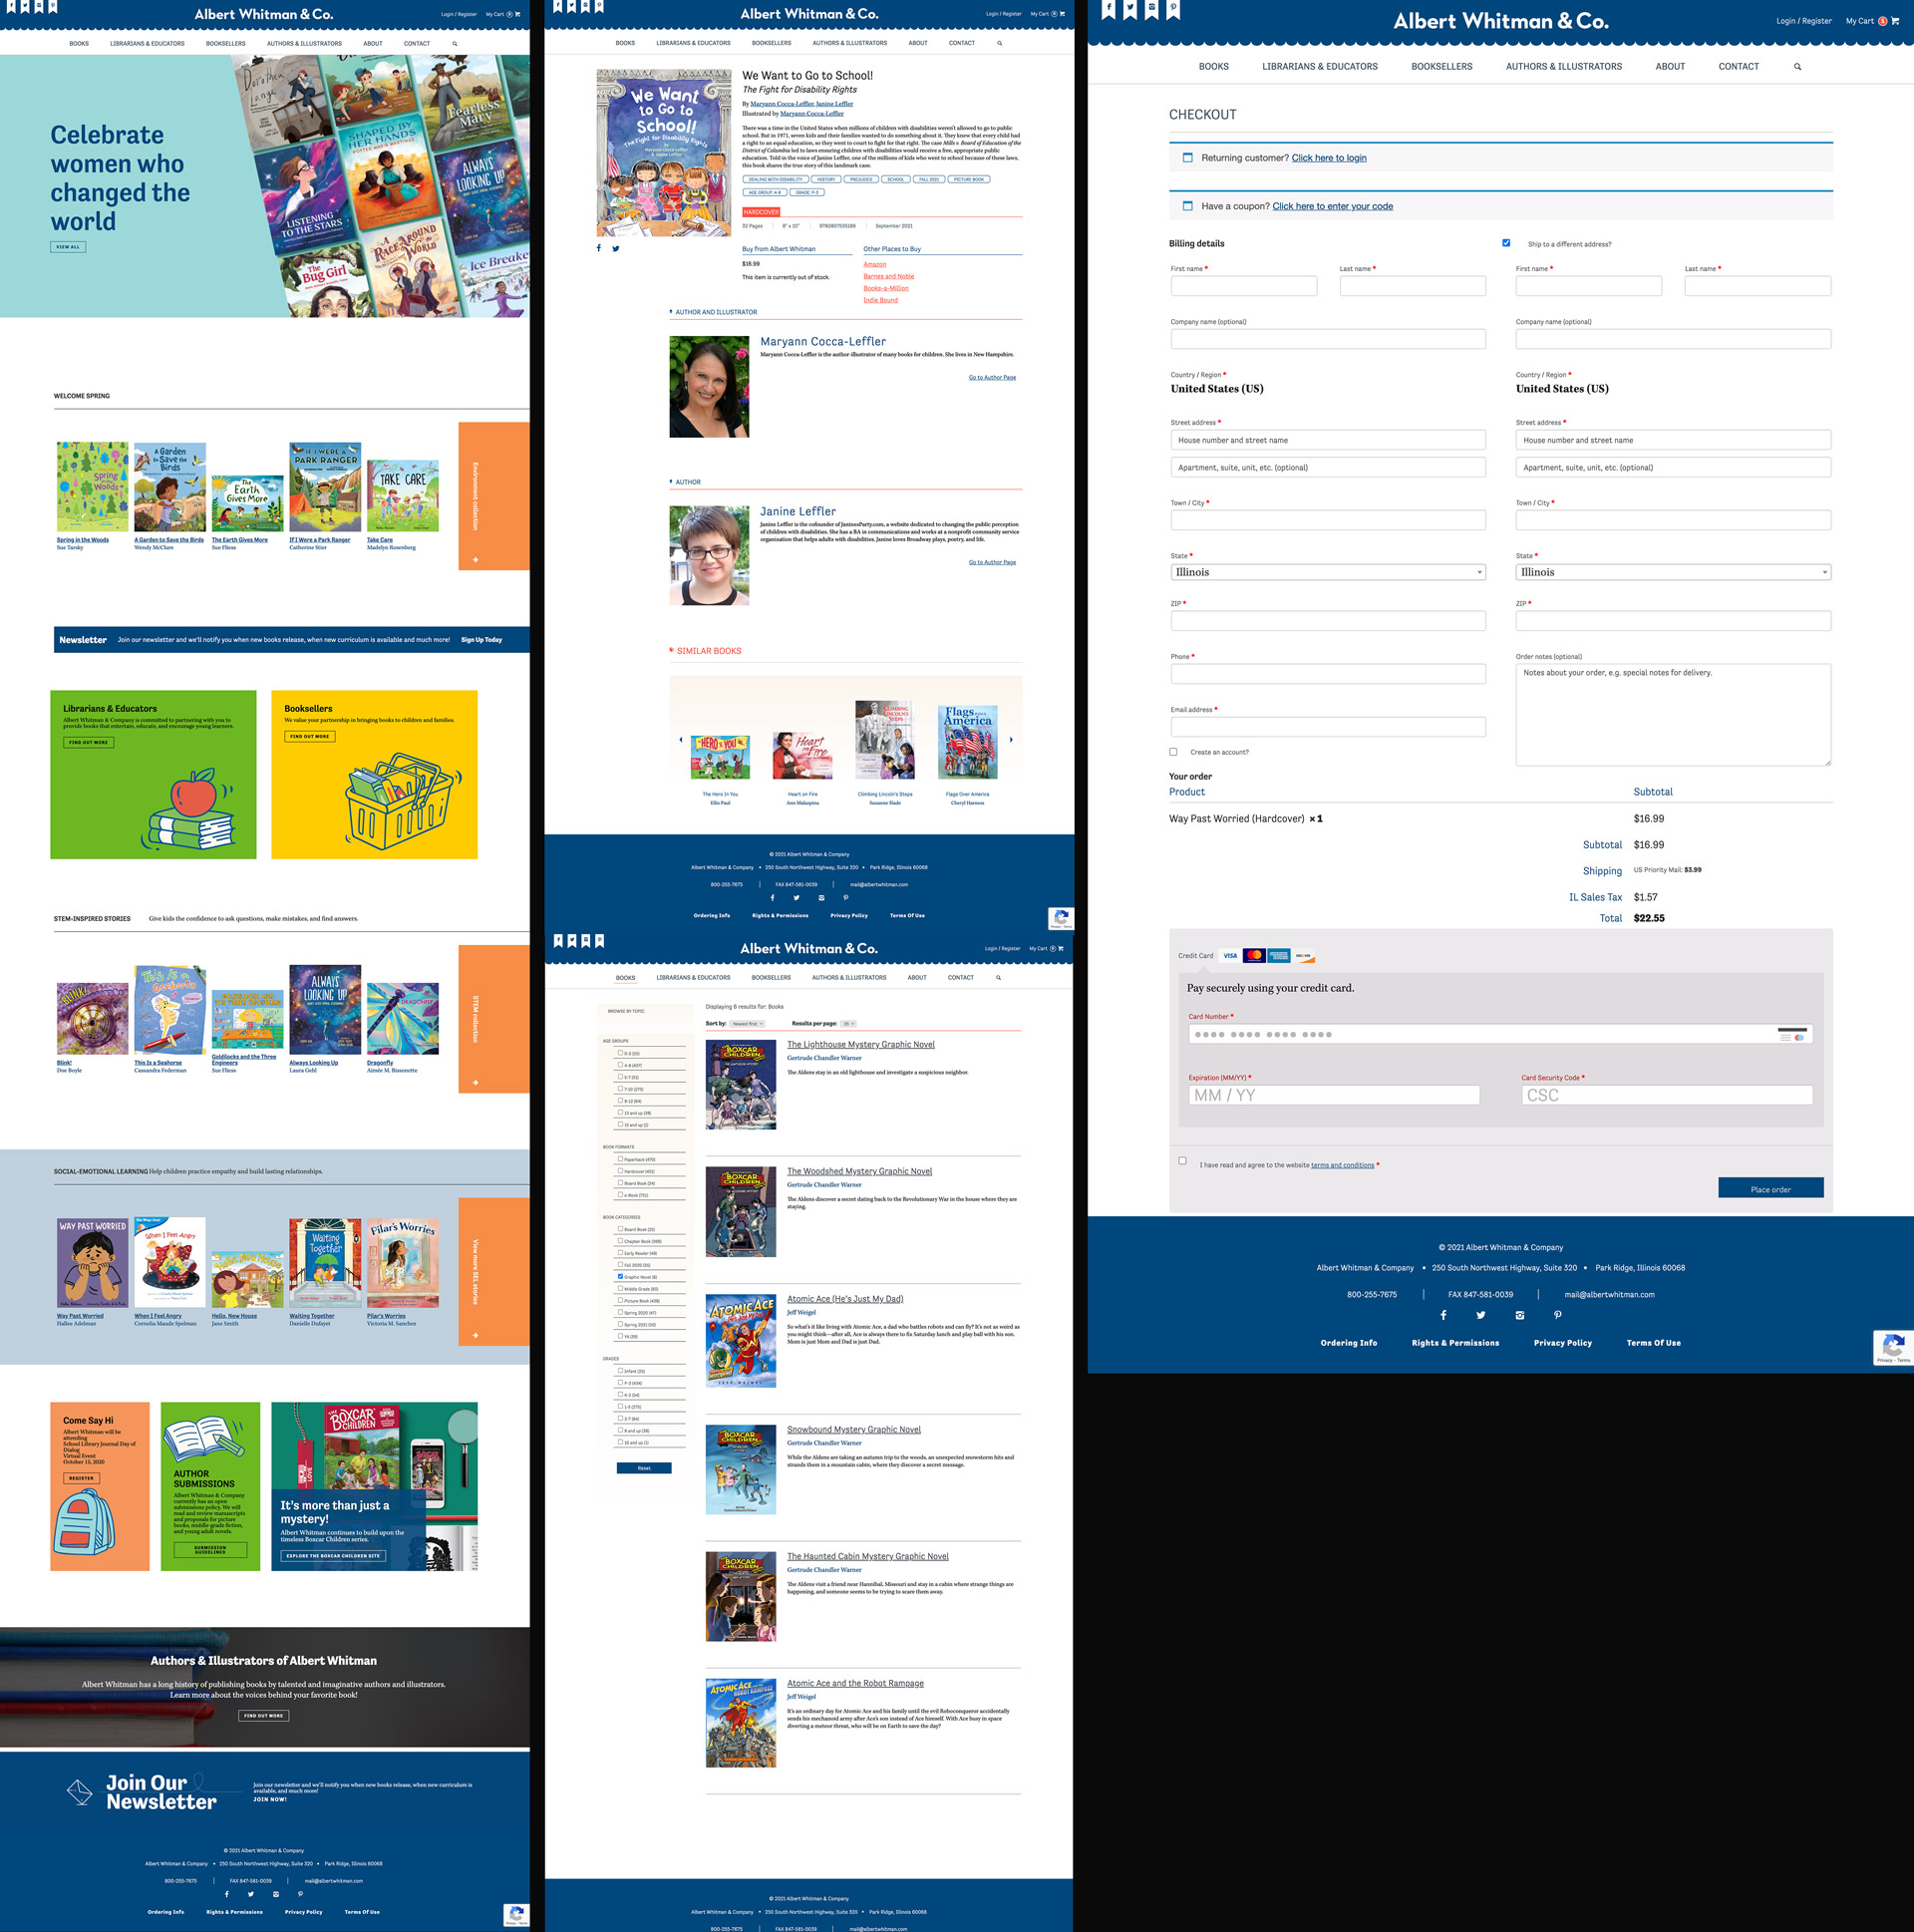 Albert Whitman & Co.
Login / Register
My Cart
BOOKS
LIBRARIANS & EDUCATORS
BOOKSELLERS
AUTHORS & ILLUSTRATORS
ABOUT
CONTACT
Celebrate
women who
changed the
world
VIEW ALL
Fearless
Mary
SHAPED BY
HER HANDS
ALWAYS
LOOKING UP
LISTENING
TO THE STARS
A RACE AROUND
THE WORLD
The
Bug Girl
WELCOME SPRING
Spring in the Woods
Sue Tarsky
A Garden to Save the Birds
Wendy McClure
The Earth Gives More
Sue Fliess
If I Were a Park Ranger
Catherine Stier
Take Care
Madelyn Rosenberg
Environment collection
Newsletter
Join our newsletter and we'll notify you when new books release, when new curriculum is available and much more!
Sign Up Today
Librarians & Educators
Albert Whitman & Company is committed to partnering with you to
provide books that entertain, educate, and encourage young learners.
FIND OUT MORE
Booksellers
We value your partnership in bringing books to children and families.
FIND OUT MORE
STEM-INSPIRED STORIES
Give kids the confidence to ask questions, make mistakes, and find answers.
Blink!
Doe Boyle
This Is a Seahorse
Cassandra Federman
Goldilocks and the Three
Engineers
Sue Fliess
Always Looking Up
Laura Gehl
Dragonfly
Aimée M. Bissonette
STEM collection
SOCIAL-EMOTIONAL LEARNING Help children practice empathy and build lasting relationships.
Way Past Worried
Hallee Adelman
When I Feel Angry
Cornelia Maude Spelman
Hello, New House
Jane Smith
Waiting Together
Danielle Dufayet
Pilar's Worries
Victoria M. Sanchez
View more SEL stories
Come Say Hi
Albert Whitman will be
attending
School Library Journal Day of
Dialog
Virtual Event
October 15, 2020
REGISTER
AUTHOR
SUBMISSIONS
Albert Whitman & Company
currently has an open
submissions policy. We will
read and review manuscripts
and proposals for picture
books, middle-grade fiction,
and young adult novels.
SUBMISSION
GUIDELINES
It's more than just a
mystery!
Albert Whitman continues to build upon the
timeless Boxcar Children series.
EXPLORE THE BOXCAR CHILDREN SITE
Authors & Illustrators of Albert Whitman
Albert Whitman has a long history of publishing books by talented and imaginative authors and illustrators.
Learn more about the voices behind your favorite book!
FIND OUT MORE
Join Our
Newsletter
Join our newsletter and we'll notify you when new books release, when new curriculum is
available, and much more!
JOIN NOW!
© 2021 Albert Whitman & Company
Albert Whitman & Company • 250 South Northwest Highway, Suite 320 • Park Ridge, Illinois 60068
800-255-7675 | FAX 847-581-0039 | mail@albertwhitman.com
Ordering Info
Rights & Permissions
Privacy Policy
Terms Of Use
Albert Whitman & Co.
Login / Register
My Cart
BOOKS
LIBRARIANS & EDUCATORS
BOOKSELLERS
AUTHORS & ILLUSTRATORS
ABOUT
CONTACT
We Want
to Go to
School!
The Fight for Disability Rights
We Want to Go to School!
The Fight for Disability Rights
By Maryann Cocca-Leffler, Janine Leffler
Illustrated by Maryann Cocca-Leffler
There was a time in the United States when millions of children with disabilities weren't allowed to go to public
school. But in 1971, seven kids and their families wanted to do something about it. They knew that every child had
a right to an equal education, so they went to court to fight for that right. The case Mills v. Board of Education of the
District of Columbia led to laws ensuring children with disabilities would receive a free, appropriate public
education. Told in the voice of Janine Leffler, one of the millions of kids who went to school because of these laws,
this book shares the true story of this landmark case.
DEALING WITH DISABILITY
HISTORY
PREJUDICE
SCHOOL
FALL 2021
PICTURE BOOK
AGE GROUP: 4-8
GRADE: P-3
HARDCOVER
32 Pages
8" x 10"
9780807535189
September 2021
Buy from Albert Whitman
$16.99
This item is currently out of stock.
Other Places to Buy
Amazon
Barnes and Noble
Books-a-Million
Indie Bound
AUTHOR AND ILLUSTRATOR
Maryann Cocca-Leffler
Maryann Cocca-Leffler is the author-illustrator of many books for children. She lives in New Hampshire.
Go to Author Page
AUTHOR
Janine Leffler
Janine Leffler is the cofounder of JaninesParty.com, a website dedicated to changing the public perception
of children with disabilities. She has a BA in communications and works at a nonprofit community service
organization that helps adults with disabilities. Janine loves Broadway plays, poetry, and life.
Go to Author Page
SIMILAR BOOKS
The Hero In You
Ellis Paul
Heart on Fire
Ann Malaspina
Climbing Lincoln's Steps
Suzanne Slade
Flags Over America
Cheryl Harness
© 2021 Albert Whitman & Company
Albert Whitman & Company • 250 South Northwest Highway, Suite 320 • Park Ridge, Illinois 60068
800-255-7675 | FAX 847-581-0039 | mail@albertwhitman.com
Ordering Info
Rights & Permissions
Privacy Policy
Terms Of Use
Albert Whitman & Co.
Login / Register
My Cart
BOOKS
LIBRARIANS & EDUCATORS
BOOKSELLERS
AUTHORS & ILLUSTRATORS
ABOUT
CONTACT
BROWSE BY TOPIC
AGE GROUPS
BOOK FORMATS
BOOK CATEGORIES
Graphic Novel (6)
GRADES
Reset
Displaying 6 results for: Books
Sort by: Newest first
Results per page: 25
The Lighthouse Mystery Graphic Novel
Gertrude Chandler Warner
The Aldens stay in an old lighthouse and investigate a suspicious neighbor.
The Woodshed Mystery Graphic Novel
Gertrude Chandler Warner
The Aldens discover a secret dating back to the Revolutionary War in the house where they are
staying.
Atomic Ace (He's Just My Dad)
Jeff Weigel
So what's it like living with Atomic Ace, a dad who battles robots and can fly? It's not as weird as
you might think—after all, Ace is always there to fix Saturday lunch and play ball with his son.
Mom is just Mom and Dad is just Dad.
Snowbound Mystery Graphic Novel
Gertrude Chandler Warner
While the Aldens are taking an autumn trip to the woods, an unexpected snowstorm hits and
strands them in a mountain cabin, where they discover a secret message.
The Haunted Cabin Mystery Graphic Novel
Gertrude Chandler Warner
The Aldens visit a friend near Hannibal, Missouri and stay in a cabin where strange things are
happening, and someone seems to be trying to scare them away.
Atomic Ace and the Robot Rampage
Jeff Weigel
It's an ordinary day for Atomic Ace and his family until the evil Roboconqueror accidentally
sends his mechanoid army after Ace's son instead of Ace himself. With Ace busy in space
diverting a meteor threat, who will be on Earth to save the day?
© 2021 Albert Whitman & Company
Albert Whitman & Company • 250 South Northwest Highway, Suite 320 • Park Ridge, Illinois 60068
800-255-7675 | FAX 847-581-0039 | mail@albertwhitman.com
Albert Whitman & Co.
Login / Register
My Cart 1
BOOKS
LIBRARIANS & EDUCATORS
BOOKSELLERS
AUTHORS & ILLUSTRATORS
ABOUT
CONTACT
CHECKOUT
Returning customer? Click here to login
Have a coupon? Click here to enter your code
Billing details
First name *
Last name *
Company name (optional)
Country / Region *
United States (US)
Street address *
House number and street name
Apartment, suite, unit, etc. (optional)
Town / City *
State *
Illinois
ZIP *
Phone *
Email address *
Create an account?
Ship to a different address?
First name *
Last name *
Company name (optional)
Country / Region *
United States (US)
Street address *
House number and street name
Apartment, suite, unit, etc. (optional)
Town / City *
State *
Illinois
ZIP *
Order notes (optional)
Notes about your order, e.g. special notes for delivery.
Your order
Product
Subtotal
Way Past Worried (Hardcover) × 1
$16.99
Subtotal $16.99
Shipping US Priority Mail: $3.99
IL Sales Tax $1.57
Total $22.55
Credit Card
VISA
Pay securely using your credit card.
Card Number *
Expiration (MM/YY) *
MM / YY
Card Security Code *
CSC
I have read and agree to the website terms and conditions *
Place order
© 2021 Albert Whitman & Company
Albert Whitman & Company • 250 South Northwest Highway, Suite 320 • Park Ridge, Illinois 60068
800-255-7675 | FAX 847-581-0039 | mail@albertwhitman.com
Ordering Info
Rights & Permissions
Privacy Policy
Terms Of Use
Privacy - Terms